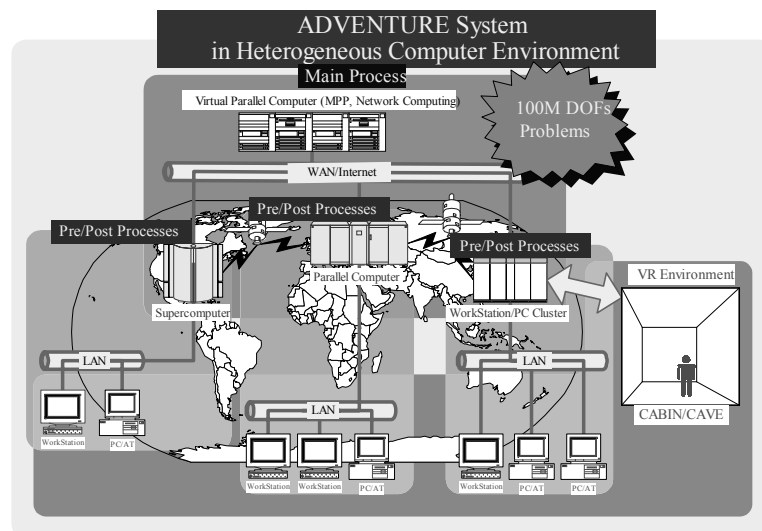 ADVENTURE System
in Heterogeneous Computer Environment
Main Process
Virtual Parallel Computer (MPP, Network Computing)
100M DOFs
Problems
WAN/Internet
Pre/Post Processes
Pre/Post Processes
Pre/Post Processes
VR Environment
Parallel Computer
Supercomputer
WorkStation/PC Cluster
LAN
LAN
LAN
CABIN/CAVE
WorkStation
PC/AT
WorkStation
WorkStation
PC/AT
WorkStation
PC/AT
PC/AT